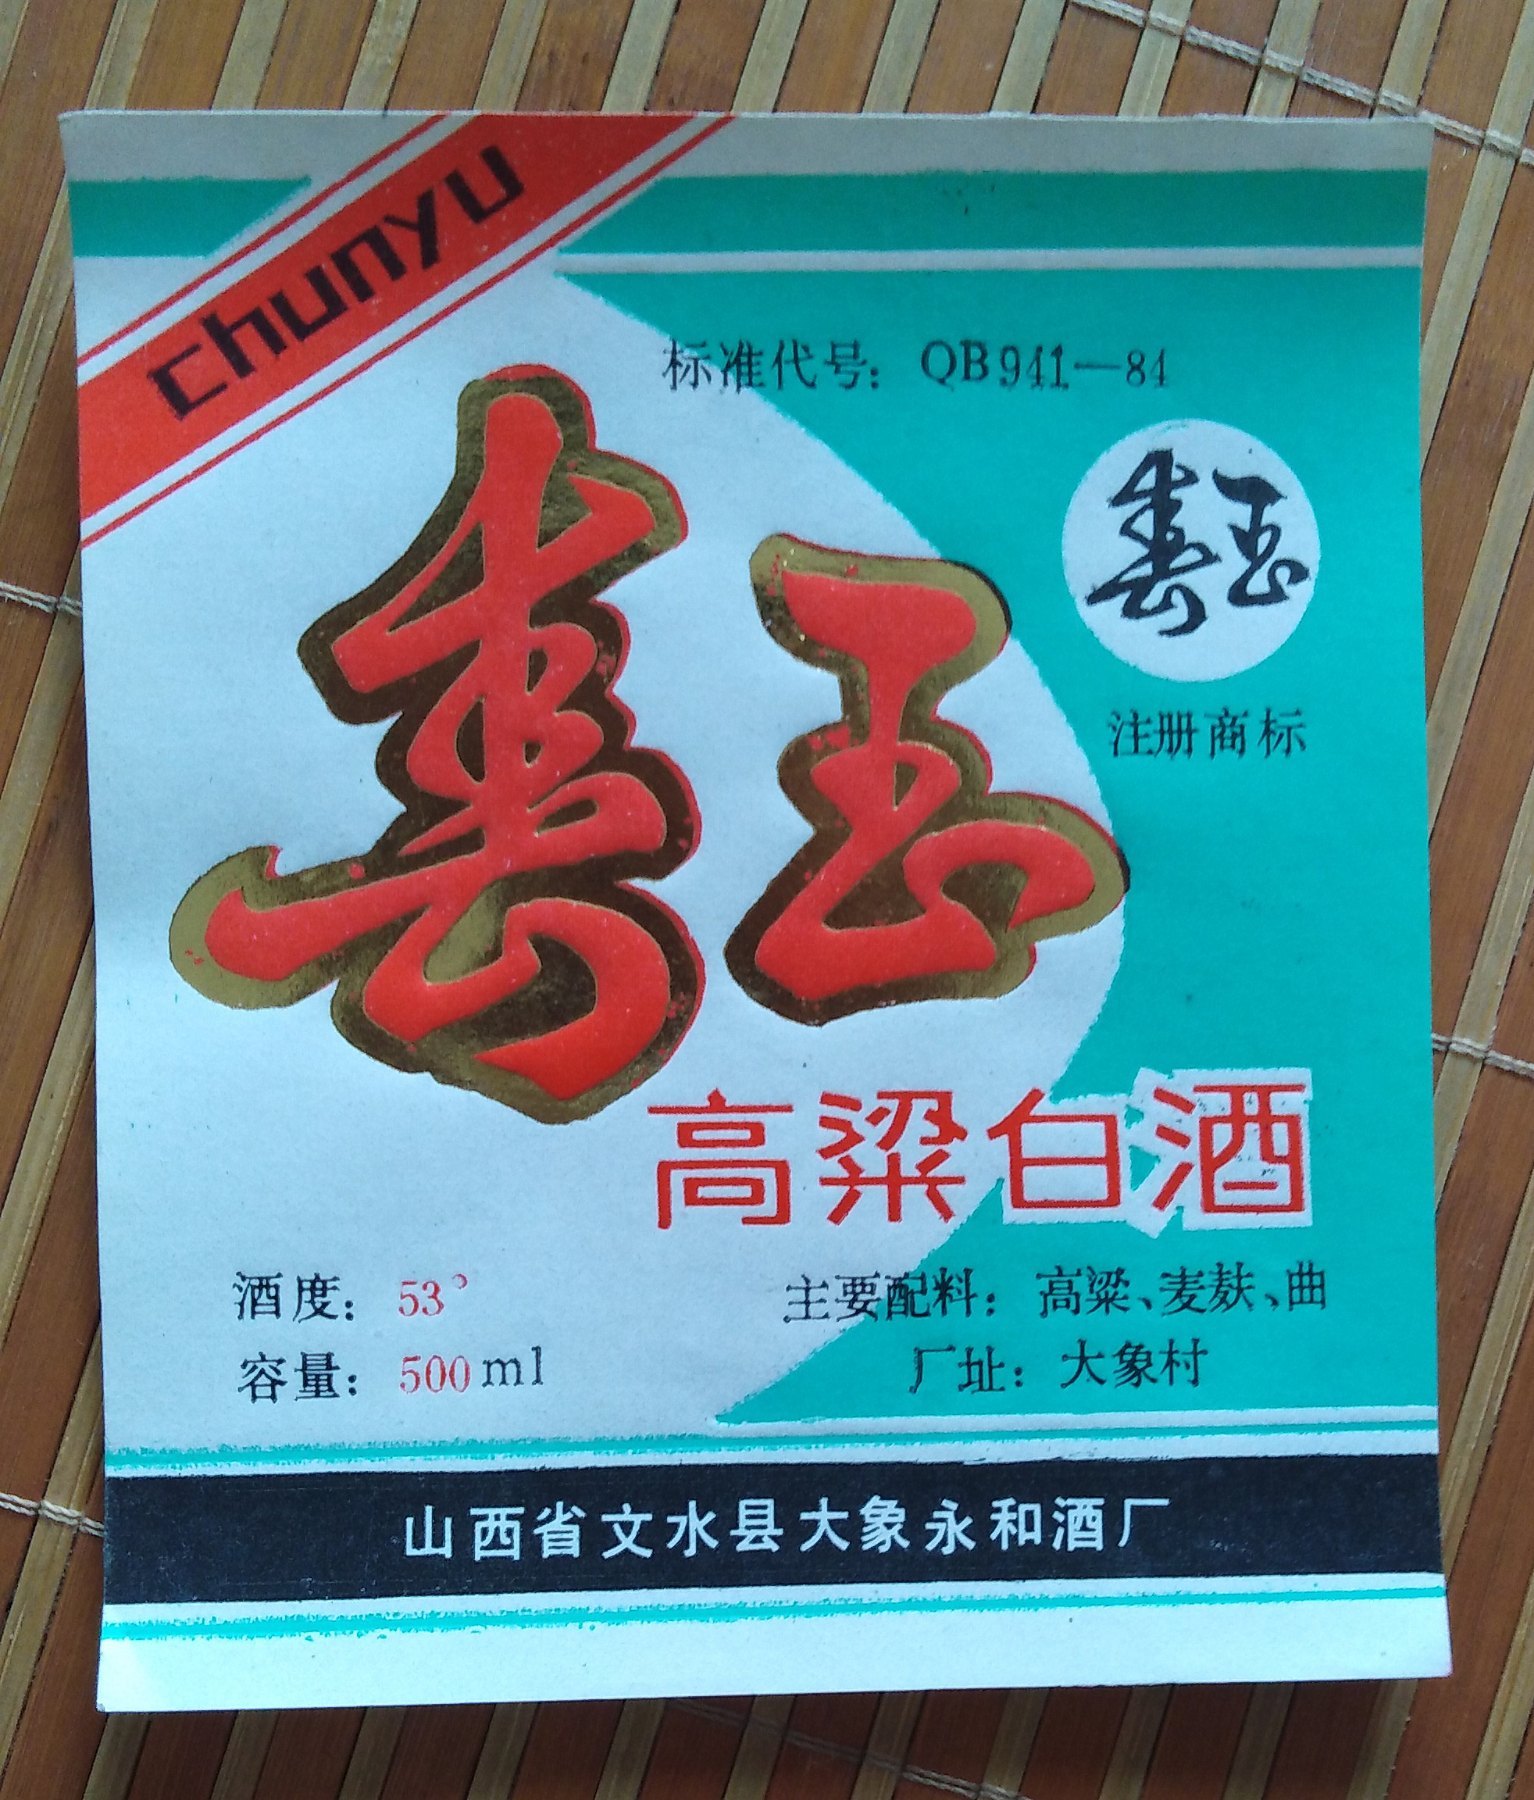 chunyu
标准代号：QB941—84
春玉
春玉
注册商标
高粱白酒
酒度：53°
容量：500ml
主要配料：高粱、麦麸、曲
厂址：大象村
山西省文水县大象永和酒厂